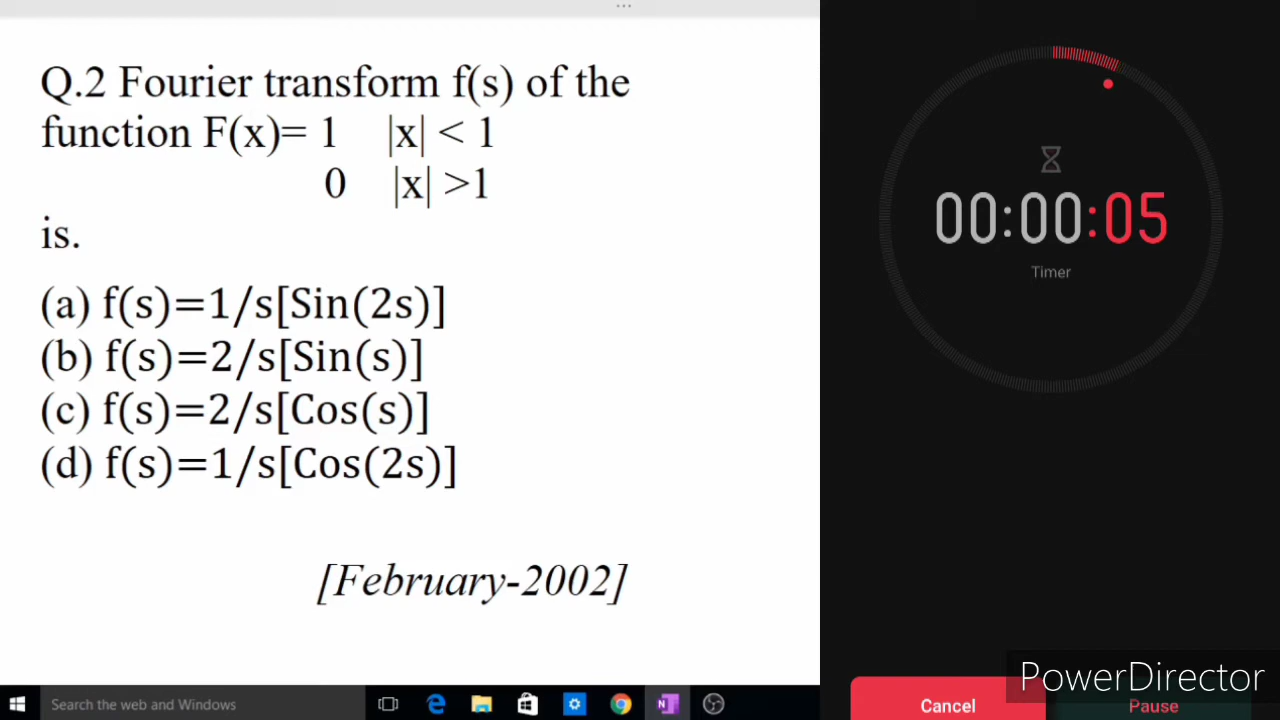 Q.2 Fourier transform f(s) of the
function F(x)= 1 |x| < 1
0 |x| >1
is.
(a) f(s)=1/s[Sin(2s)]
(b) f(s)=2/s[Sin(s)]
(c) f(s)=2/s[Cos(s)]
(d) f(s)=1/s[Cos(2s)]
[February-2002]
Search the web and Windows
00:00:05
Timer
PowerDirector
Cancel
Pause